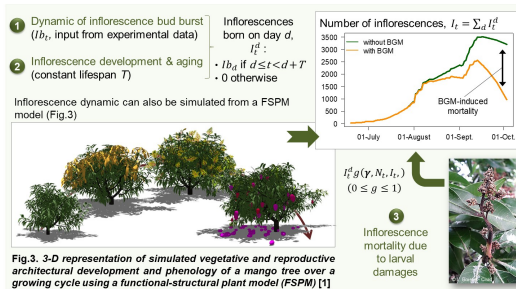 1 Dynamic of inflorescence bud burst
(Ib_t, input from experimental data)
2 Inflorescence development & aging
(constant lifespan T)
Inflorescences
born on day d,
I_t^d :
• Ib_d if d≤t<d+T
• 0 otherwise
Inflorescence dynamic can also be simulated from a FSPM
model (Fig.3)
Fig.3. 3-D representation of simulated vegetative and reproductive
architectural development and phenology of a mango tree over a
growing cycle using a functional-structural plant model (FSPM) [1]
Number of inflorescences, I_t = ∑_d I_t^d
without BGM
with BGM
4000
3000
2000
1000
0
BGM-induced
mortality
01-July
01-August
01-Sept.
01-Oct.
I_t^d g(γ, N_t, I_t,)
(0 ≤ g ≤ 1)
3
Inflorescence
mortality due
to larval
damages